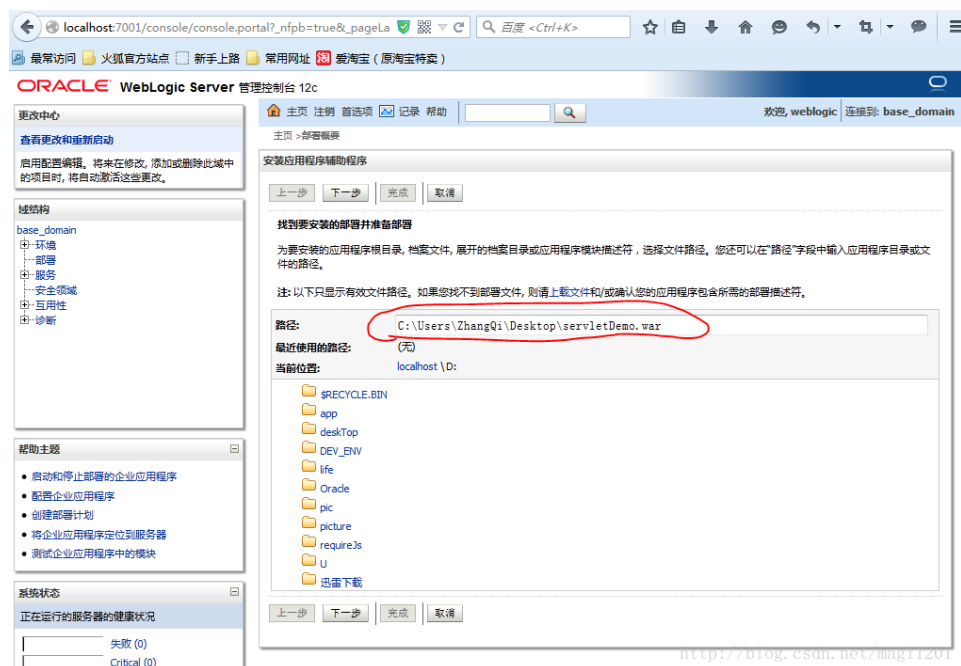 localhost:7001/console/console.portal?_nfpb=true&_pageLa
百度 <Ctrl+K>
最常访问 火狐官方站点 新手上路 常用网址 淘 爱淘宝（原淘宝特卖）
ORACLE WebLogic Server 管理控制台 12c
更改中心
查看更改和重新启动
启用配置编辑。将来在修改, 添加或删除此域中
的项目时, 将自动激活这些更改。
域结构
base_domain
环境
部署
服务
安全领域
互用性
诊断
帮助主题
启动和停止部署的企业应用程序
配置企业应用程序
创建部署计划
将企业应用程序定位到服务器
测试企业应用程序中的模块
系统状态
正在运行的服务器的健康状况
失败 (0)
Critical (0)
主页 注销 首选项 记录 帮助
欢迎, weblogic 连接到: base_domain
主页 >部署概要
安装应用程序辅助程序
上一步 下一步 完成 取消
找到要安装的部署并准备部署
为要安装的应用程序根目录, 档案文件, 展开的档案目录或应用程序模块描述符，选择文件路径。您还可以在"路径"字段中输入应用程序目录或文
件的路径。
注: 以下只显示有效文件路径。如果您找不到部署文件, 则请上载文件和/或确认您的应用程序包含所需的部署描述符。
路径: C:\Users\ZhangQi\Desktop\servletDemo.war
最近使用的路径: (无)
当前位置: localhost \D:
$RECYCLE.BIN
app
deskTop
DEV_ENV
life
Oracle
pic
picture
requireJs
U
迅雷下载
上一步 下一步 完成 取消
http://blog.csdn.net/magi1201